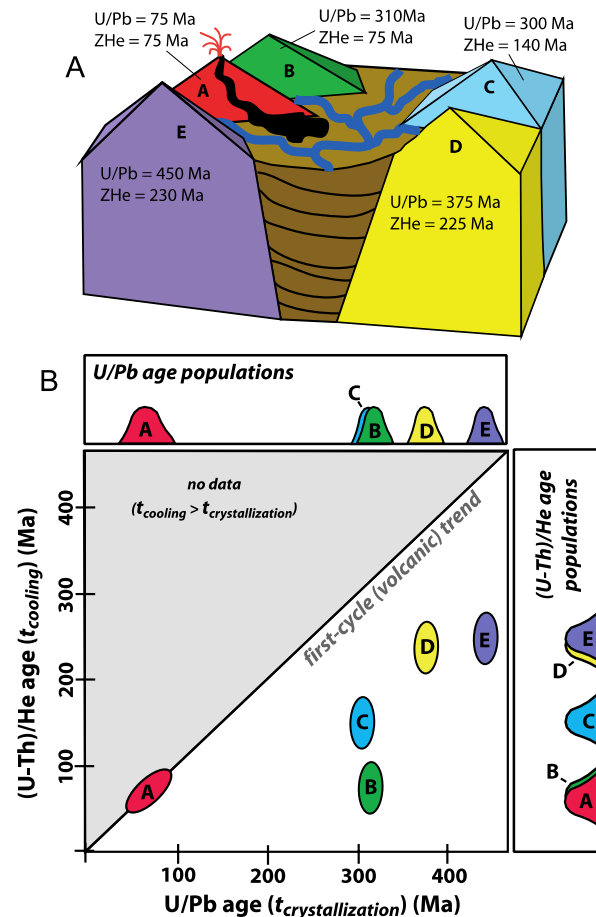 U/Pb = 75 Ma
ZHe = 75 Ma
U/Pb = 310Ma
ZHe = 75 Ma
U/Pb = 300 Ma
ZHe = 140 Ma
A
B
A
C
E
D
U/Pb = 450 Ma
ZHe = 230 Ma
U/Pb = 375 Ma
ZHe = 225 Ma
B
U/Pb age populations
C
A
B
D
E
no data
(tcooling > tcrystallization)
first-cycle (volcanic) trend
(U-Th)/He age (tcooling) (Ma)
400
300
200
100
D
E
C
B
A
100
200
300
400
U/Pb age (tcrystallization) (Ma)
(U-Th)/He age
populations
E
D
C
B
A